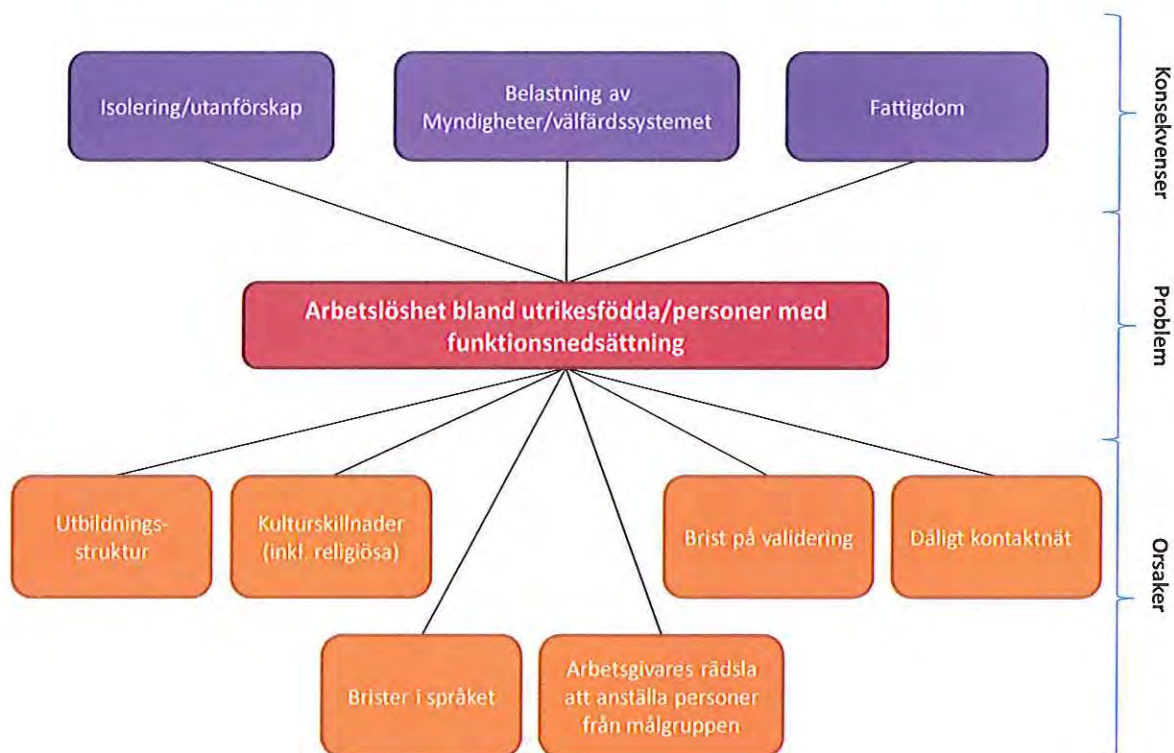 Isolering/utanförskap
Belastning av
Myndigheter/välfärdssystemet
Fattigdom
Konsekvenser
Arbetslöshet bland utrikesfödda/personer med
funktionsnedsättning
Problem
Utbildnings-
struktur
Kulturskillnader
(inkl. religiösa)
Brist på validering
Dåligt kontaktnät
Orsaker
Brister i språket
Arbetsgivares rädsla
att anställa personer
från målgruppen